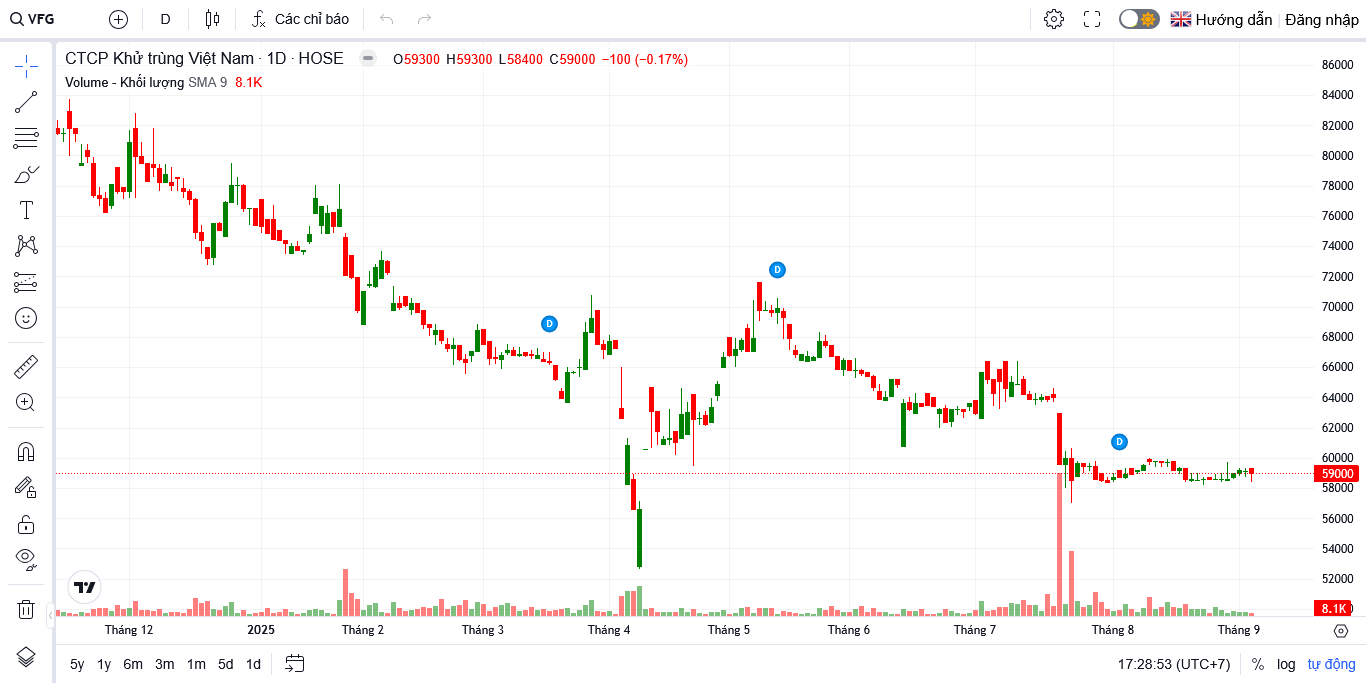 VFG D Các chỉ báo Hướng dẫn Đăng nhập
CTCP Khử trùng Việt Nam · 1D · HOSE O59300 H59300 L58400 C59000 −100 (−0.17%)
Volume - Khối lượng SMA 9 8.1K
86000
84000
82000
80000
78000
76000
74000
72000
70000
68000
66000
64000
62000
60000
59000
58000
56000
54000
52000
8.1K
D
D
D
Tháng 12 2025 Tháng 2 Tháng 3 Tháng 4 Tháng 5 Tháng 6 Tháng 7 Tháng 8 Tháng 9
5y 1y 6m 3m 1m 5d 1d 17:28:53 (UTC+7) % log tự động